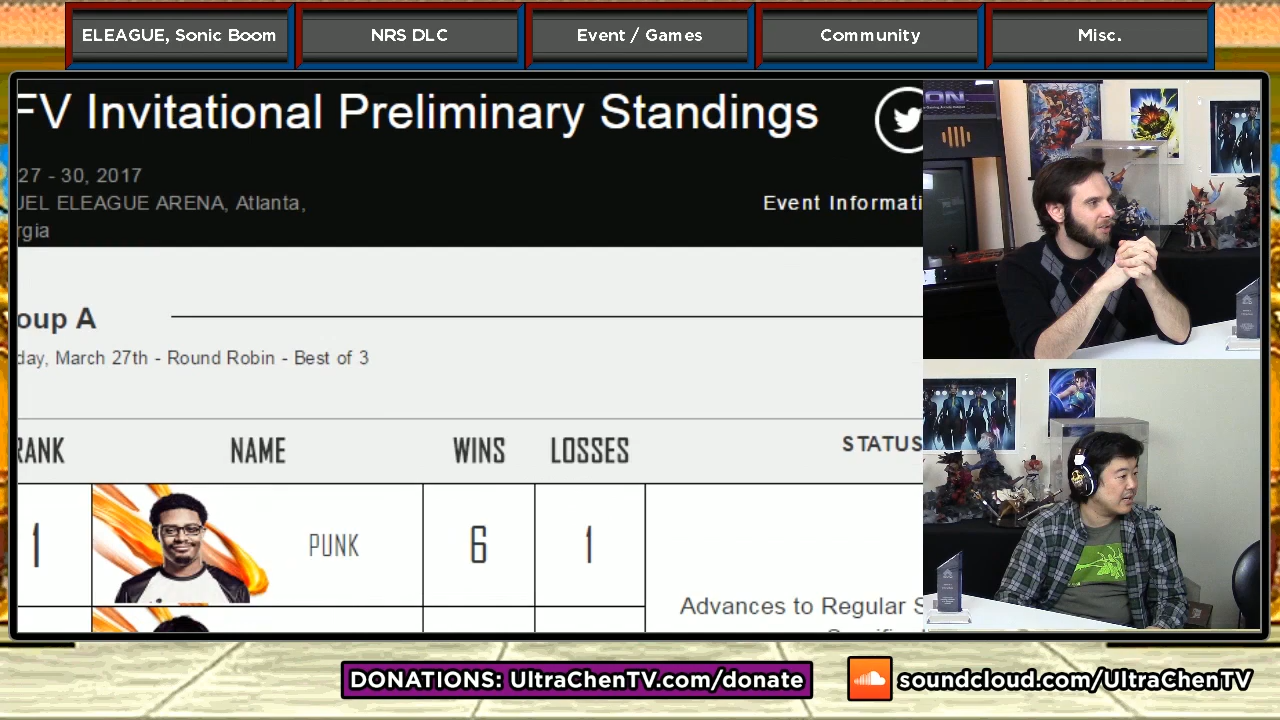 ELEAGUE, Sonic Boom
NRS DLC
Event / Games
Community
Misc.
FV Invitational Preliminary Standings
27 - 30, 2017
UEL ELEAGUE ARENA, Atlanta,
rgia
Event Informati
oup A
day, March 27th - Round Robin - Best of 3
RANK NAME WINS LOSSES STATUS
1 PUNK 6 1
Advances to Regular S
ON.
DONATIONS: UltraChenTV.com/donate
soundcloud.com/UltraChenTV